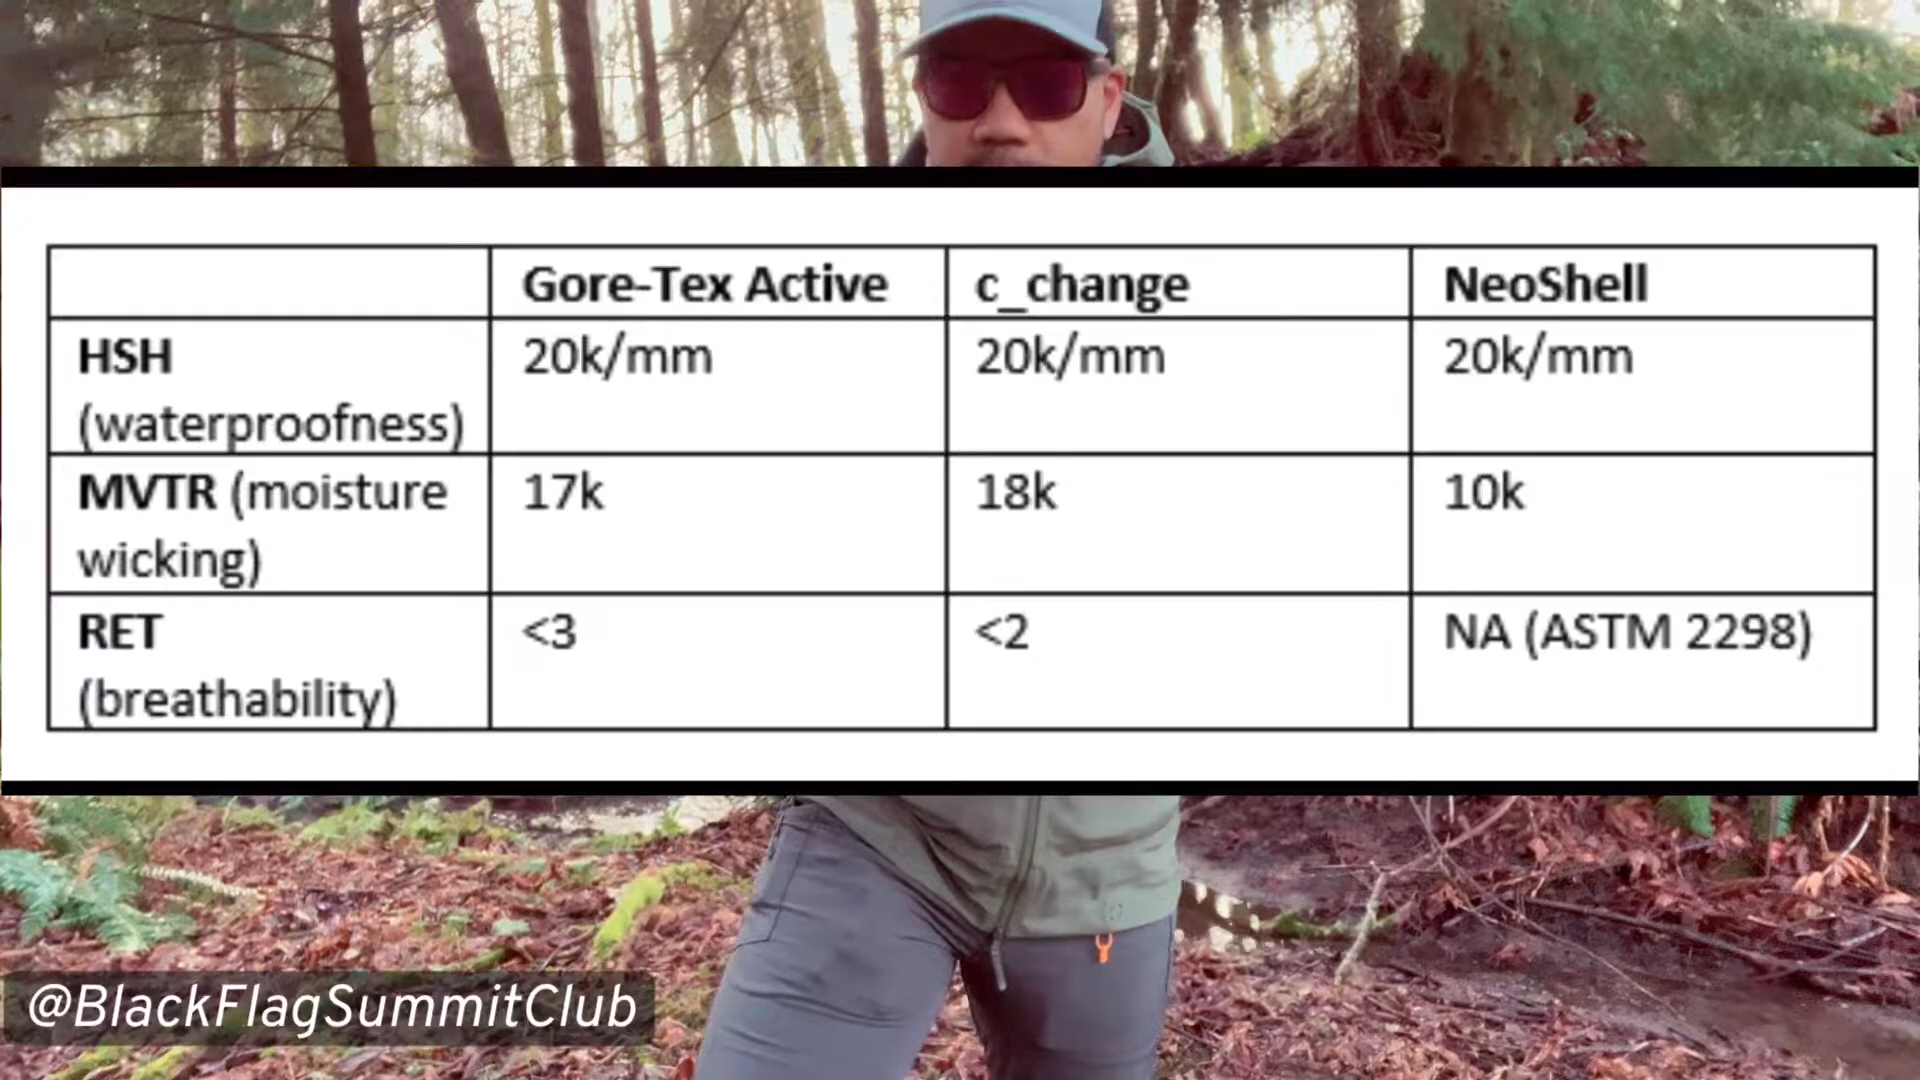 Gore-Tex Active c_change NeoShell
HSH 20k/mm 20k/mm 20k/mm
(waterproofness)
MVTR (moisture 17k 18k 10k
wicking)
RET <3 <2 NA (ASTM 2298)
(breathability)
@BlackFlagSummitClub